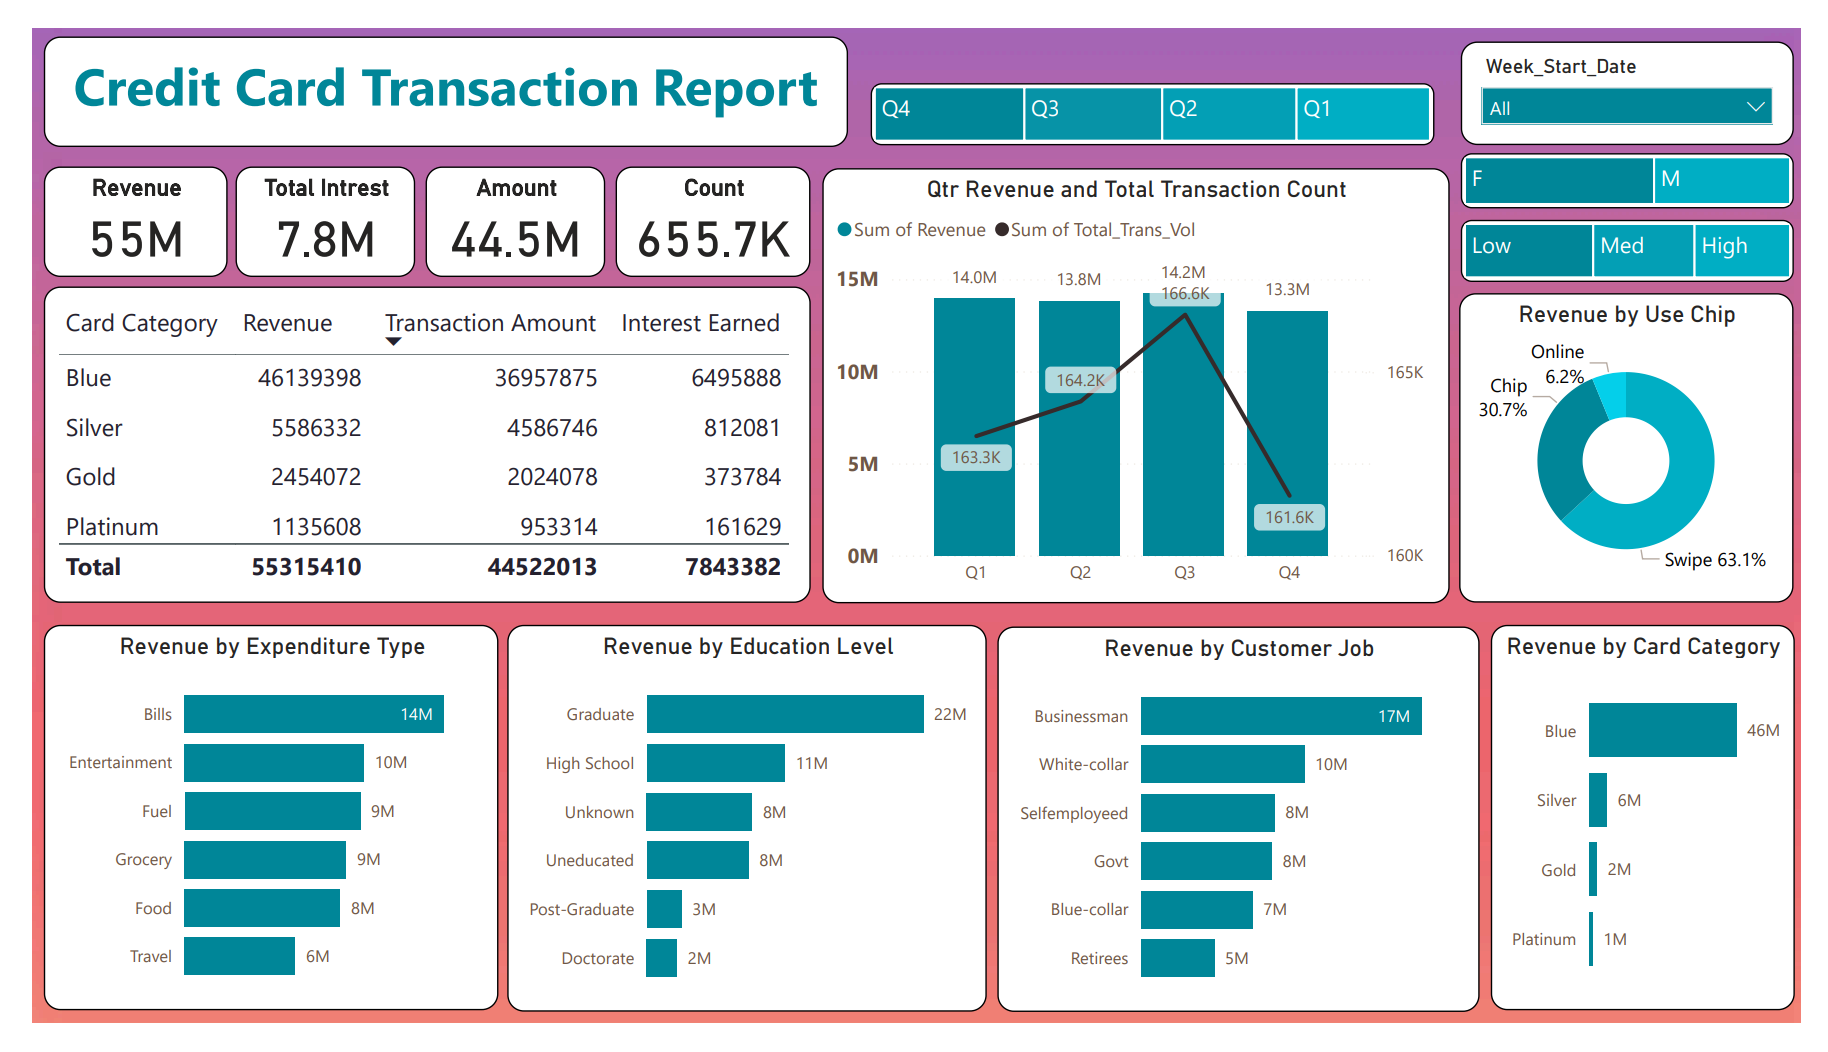 Credit Card Transaction Report
Q4 Q3 Q2 Q1
Week_Start_Date
All
F M
Low Med High
Revenue
55M
Total Intrest
7.8M
Amount
44.5M
Count
655.7K
Card Category Revenue Transaction Amount Interest Earned
Blue 46139398 36957875 6495888
Silver 5586332 4586746 812081
Gold 2454072 2024078 373784
Platinum 1135608 953314 161629
Total 55315410 44522013 7843382
Qtr Revenue and Total Transaction Count
Sum of Revenue Sum of Total_Trans_Vol
15M
10M
5M
0M
14.0M
13.8M
14.2M
13.3M
163.3K
164.2K
166.6K
161.6K
165K
160K
Q1 Q2 Q3 Q4
Revenue by Use Chip
Online
6.2%
Chip
30.7%
Swipe 63.1%
Revenue by Expenditure Type
Bills 14M
Entertainment 10M
Fuel 9M
Grocery 9M
Food 8M
Travel 6M
Revenue by Education Level
Graduate 22M
High School 11M
Unknown 8M
Uneducated 8M
Post-Graduate 3M
Doctorate 2M
Revenue by Customer Job
Businessman 17M
White-collar 10M
Selfemployeed 8M
Govt 8M
Blue-collar 7M
Retirees 5M
Revenue by Card Category
Blue 46M
Silver 6M
Gold 2M
Platinum 1M